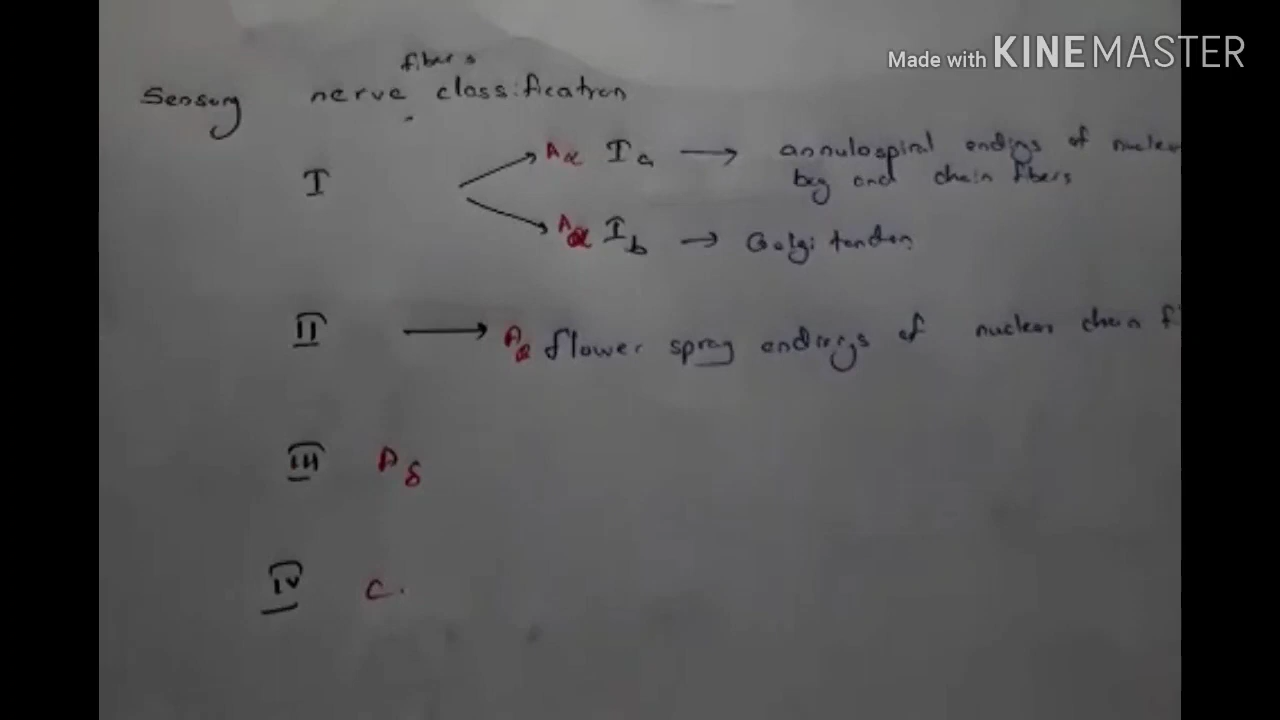 Made with KINEMASTER
fibers
Sensory nerve classification
I
Aα Ia → annulospiral endings of nuclear
bag and chain fibers
Aα Ib → Golgi tendon
II → flower spray endings of nuclear chain f
III Aδ
IV C.